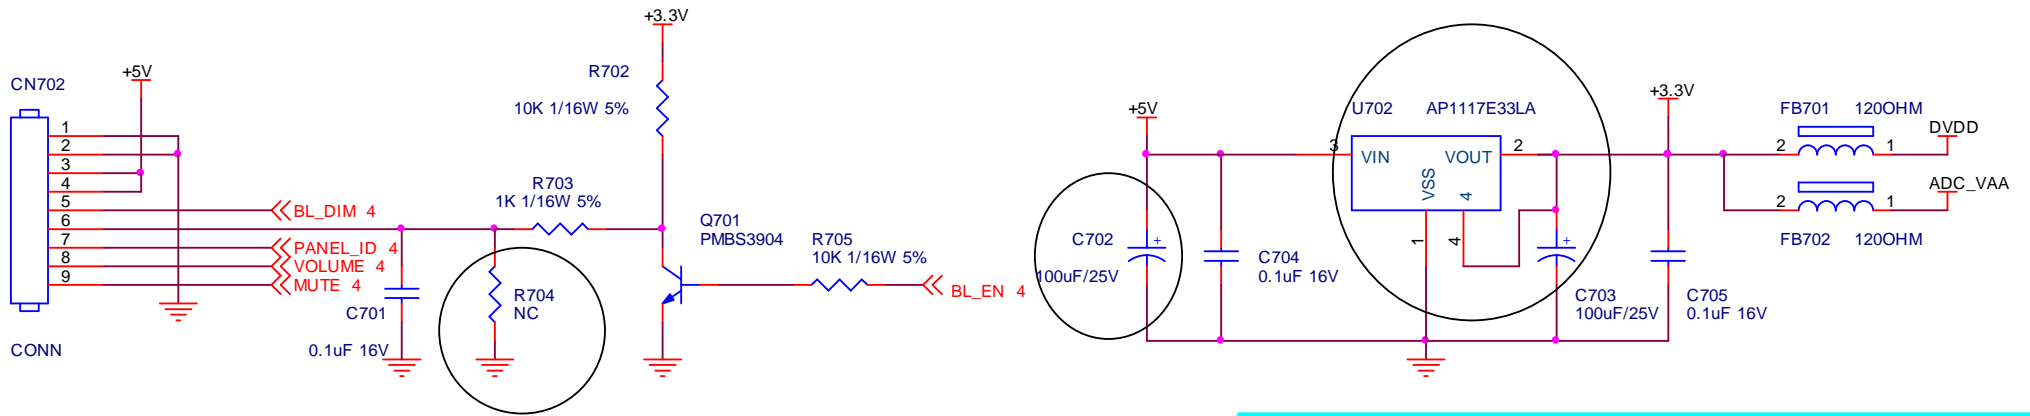 CN702
+5V
1
2
3
4
5
6
7
8
9
CONN
BL_DIM 4
PANEL_ID 4
VOLUME 4
MUTE 4
C701
0.1uF 16V
R704
NC
R703
1K 1/16W 5%
+3.3V
R702
10K 1/16W 5%
Q701
PMBS3904
R705
10K 1/16W 5%
BL_EN 4
+5V
C702
100uF/25V
+
C704
0.1uF 16V
U702
AP1117E33LA
3
VIN
VOUT
2
VSS
4
1
4
+
C703
100uF/25V
+3.3V
C705
0.1uF 16V
FB701
120OHM
2
1
DVDD
2
1
ADC_VAA
FB702
120OHM